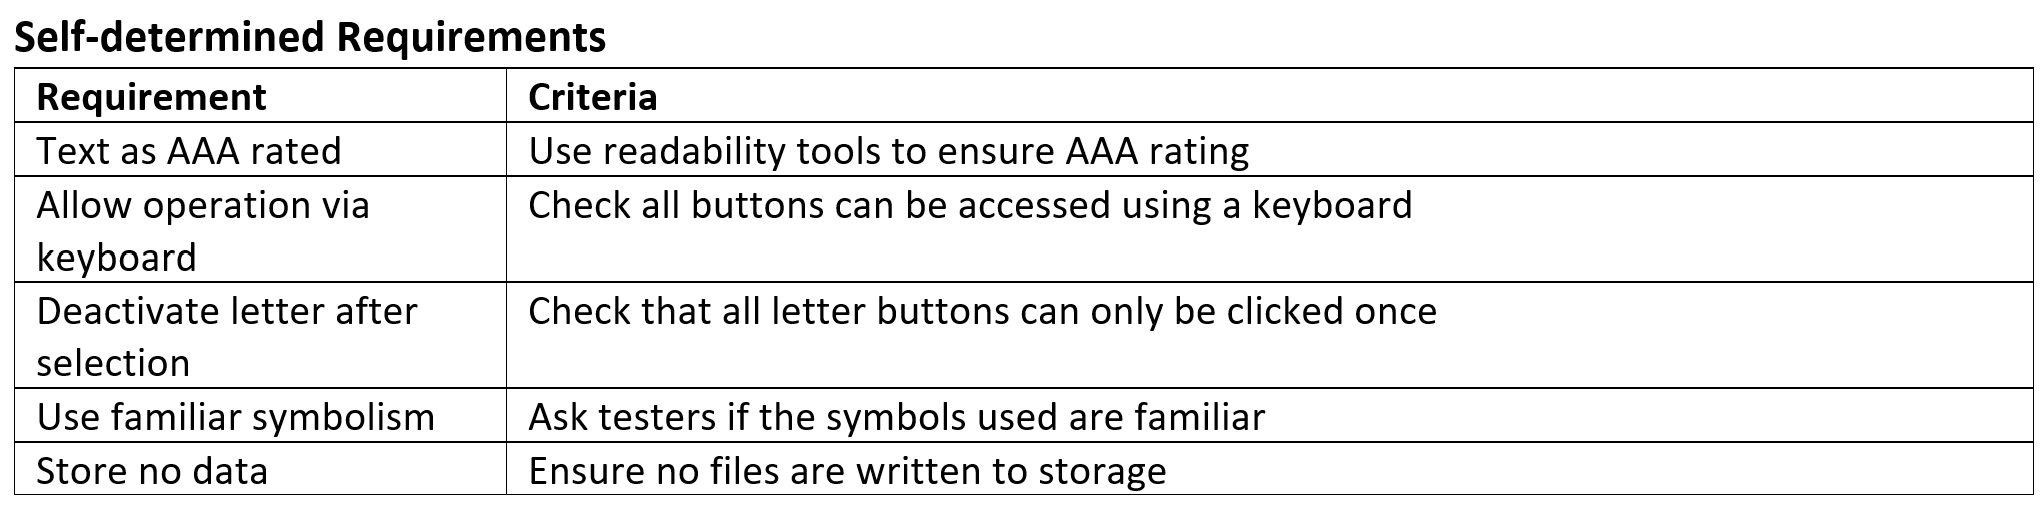 Self-determined Requirements
Requirement Criteria
Text as AAA rated Use readability tools to ensure AAA rating
Allow operation via Check all buttons can be accessed using a keyboard
keyboard
Deactivate letter after Check that all letter buttons can only be clicked once
selection
Use familiar symbolism Ask testers if the symbols used are familiar
Store no data Ensure no files are written to storage